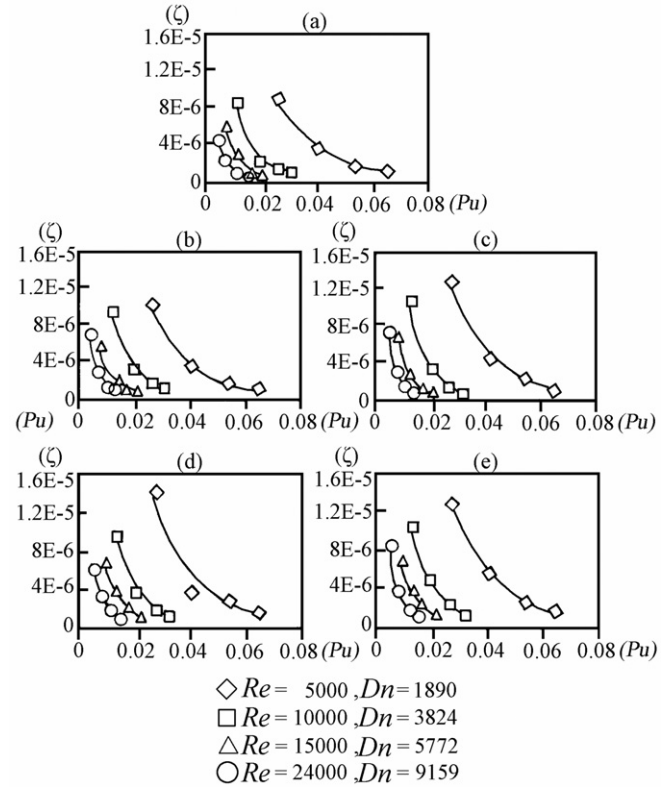 (ζ) (a)
1.6E-5
1.2E-5
8E-6
4E-6
0
0 0.02 0.04 0.06 0.08 (Pu)
(ζ) (b)
1.6E-5
1.2E-5
8E-6
4E-6
0
(Pu) 0 0.02 0.04 0.06 0.08 (Pu)
(ζ) (c)
1.6E-5
1.2E-5
8E-6
4E-6
0
0 0.02 0.04 0.06 0.08 (Pu)
(ζ) (d)
1.6E-5
1.2E-5
8E-6
4E-6
0
0 0.02 0.04 0.06 0.08 (Pu)
(ζ) (e)
1.6E-5
1.2E-5
8E-6
4E-6
0
0 0.02 0.04 0.06 0.08 (Pu)
Re = 5000 ,Dn = 1890
Re = 10000 ,Dn = 3824
Re = 15000 ,Dn = 5772
Re = 24000 ,Dn = 9159